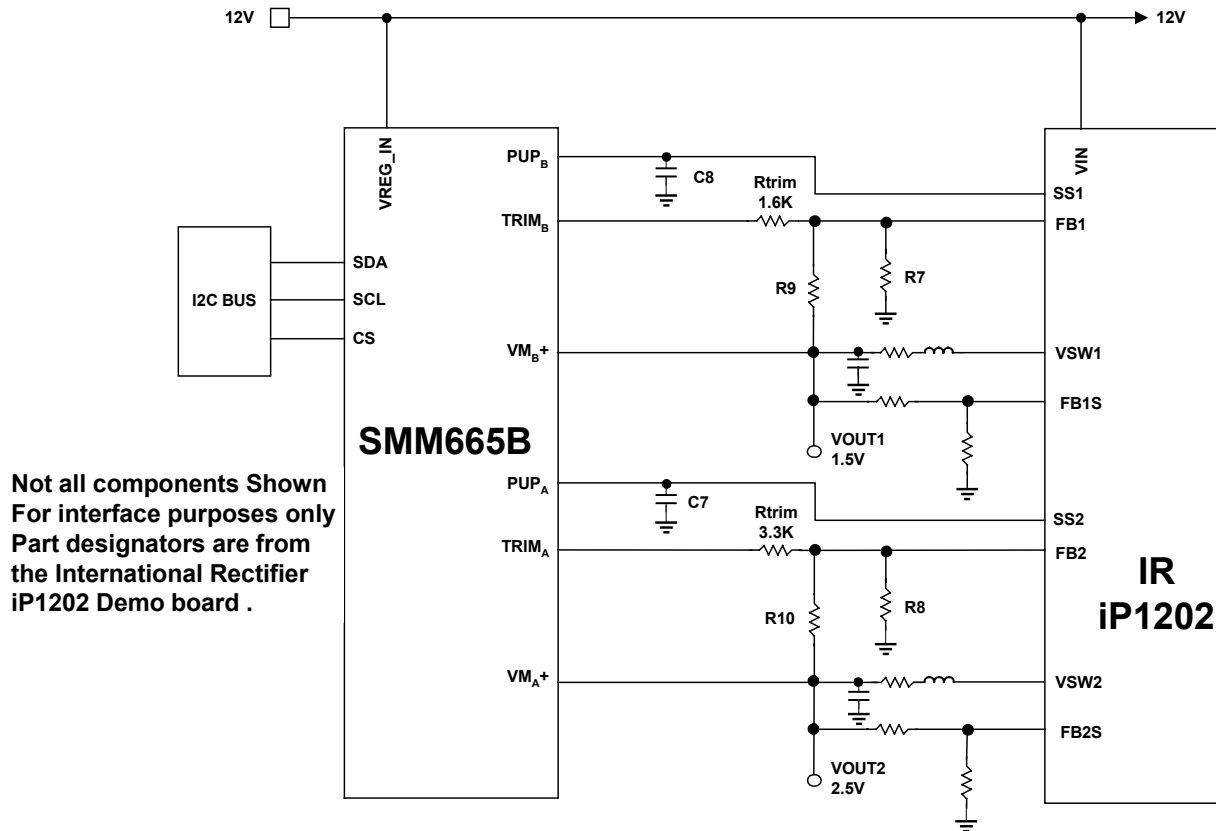 12V
12V
VREG_IN
VIN
PUPB
C8
Rtrim
1.6K
SS1
TRIMB
FB1
SDA
I2C BUS
SCL
CS
R9
R7
VMB+
VSW1
FB1S
SMM665B
VOUT1
1.5V
Not all components Shown
For interface purposes only
Part designators are from
the International Rectifier
iP1202 Demo board .
PUPA
C7
Rtrim
3.3K
SS2
TRIMA
FB2
IR
iP1202
R10
R8
VMA+
VSW2
FB2S
VOUT2
2.5V